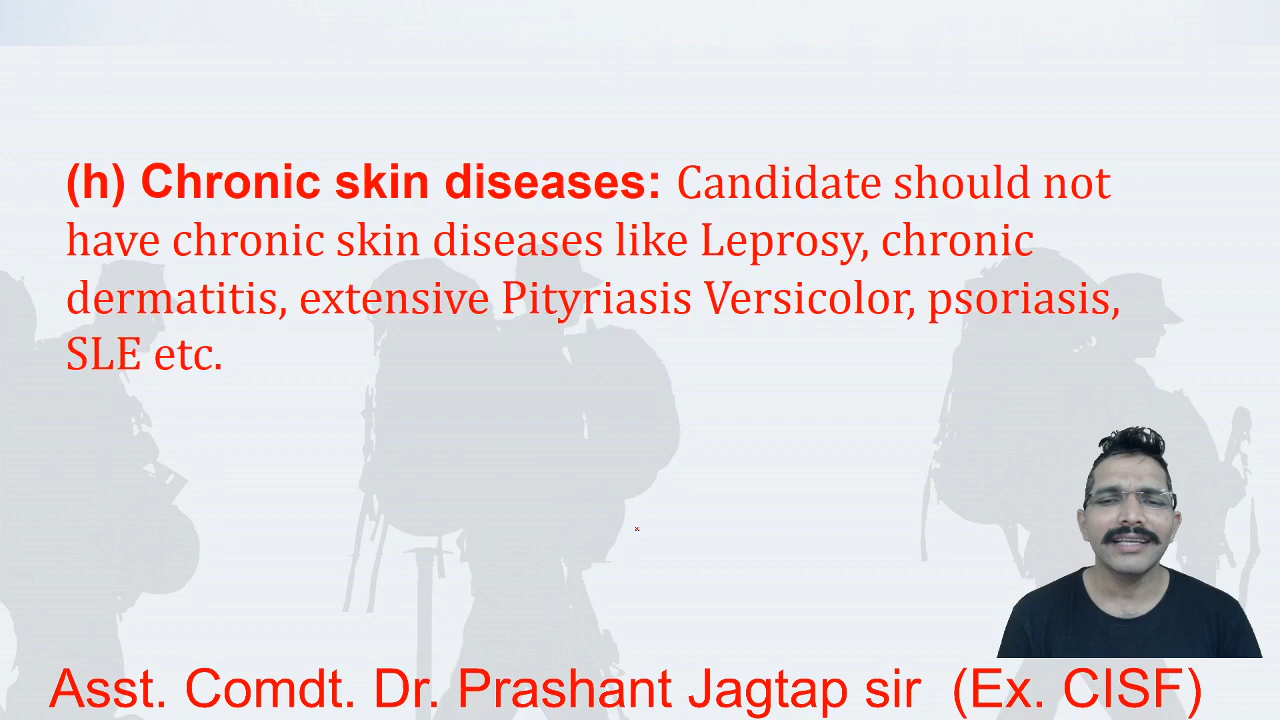 (h) Chronic skin diseases: Candidate should not
have chronic skin diseases like Leprosy, chronic
dermatitis, extensive Pityriasis Versicolor, psoriasis,
SLE etc.
Asst. Comdt. Dr. Prashant Jagtap sir (Ex. CISF)